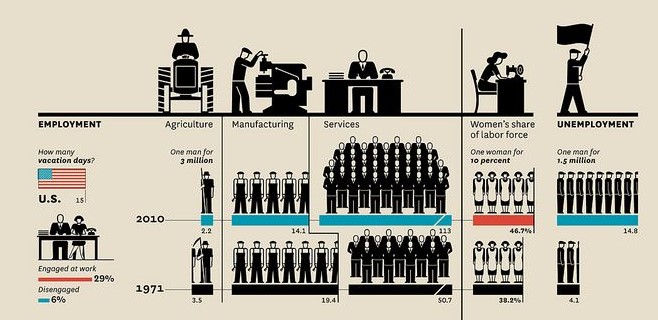 EMPLOYMENT
Agriculture
Manufacturing
Services
Women's share
of labor force
UNEMPLOYMENT
How many
vacation days?
U.S. 15
One man for
3 million
One woman for
10 percent
One man for
1.5 million
2010
2.2
14.1
113
46.7%
14.8
Engaged at work
29%
Disengaged
6%
1971
3.5
19.4
50.7
38.2%
4.1